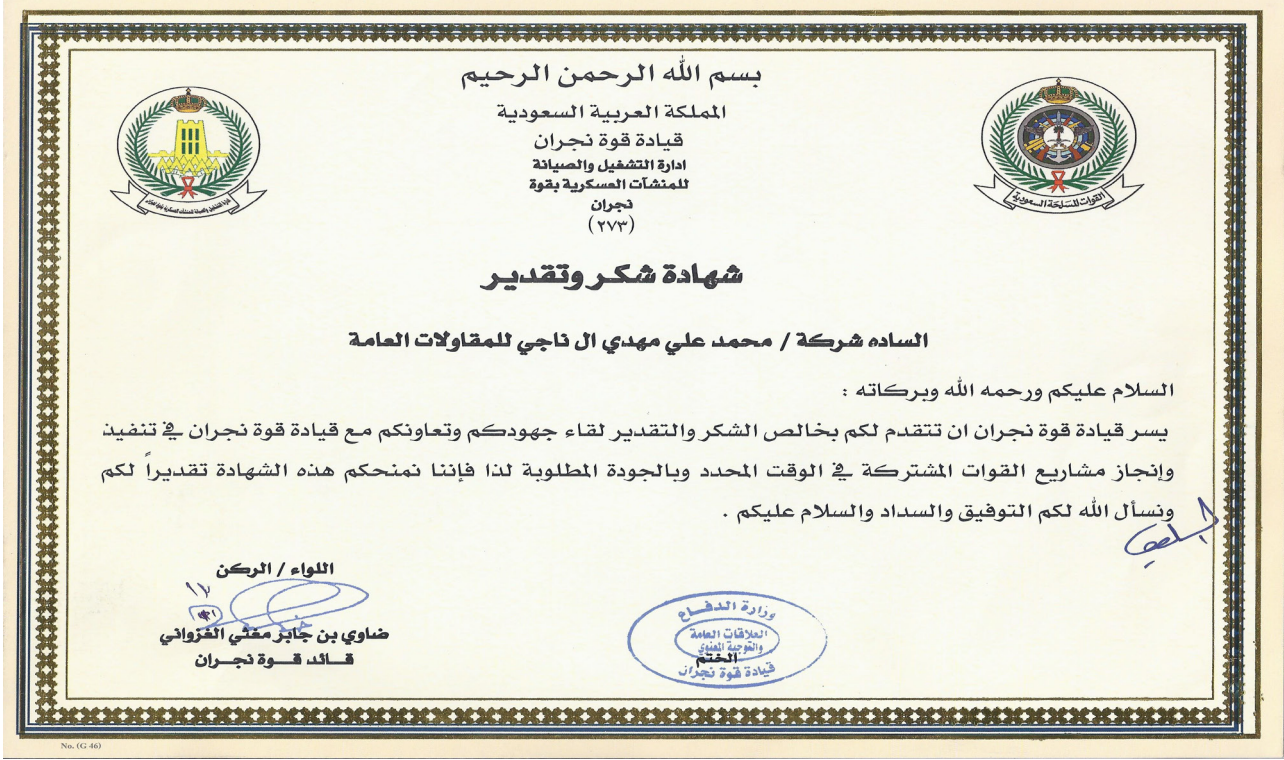 بسم الله الرحمن الرحيم
المملكة العربية السعودية
قيادة قوة نجران
ادارة التشغيل والصيانة
للمنشآت العسكرية بقوة
نجران
(٢٧٣)
القوات المسلحة السعودية
شهادة شكر وتقدير
الساده شركة / محمد علي مهدي ال ناجي للمقاولات العامة
السلام عليكم ورحمه الله وبركاته :
يسر قيادة قوة نجران ان تتقدم لكم بخالص الشكر والتقدير لقاء جهودكم وتعاونكم مع قيادة قوة نجران في تنفيذ
وإنجاز مشاريع القوات المشتركة في الوقت المحدد وبالجودة المطلوبة لذا فإننا نمنحكم هذه الشهادة تقديراً لكم
ونسأل الله لكم التوفيق والسداد والسلام عليكم .
اللواء / الركن
ضاوي بن جابر مغثي الغزواني
قائد قوة نجران
وزارة الدفاع
العلاقات العامة
والتوجية المعنوي
الختم
قيادة قوة نجران
No. (G 46)